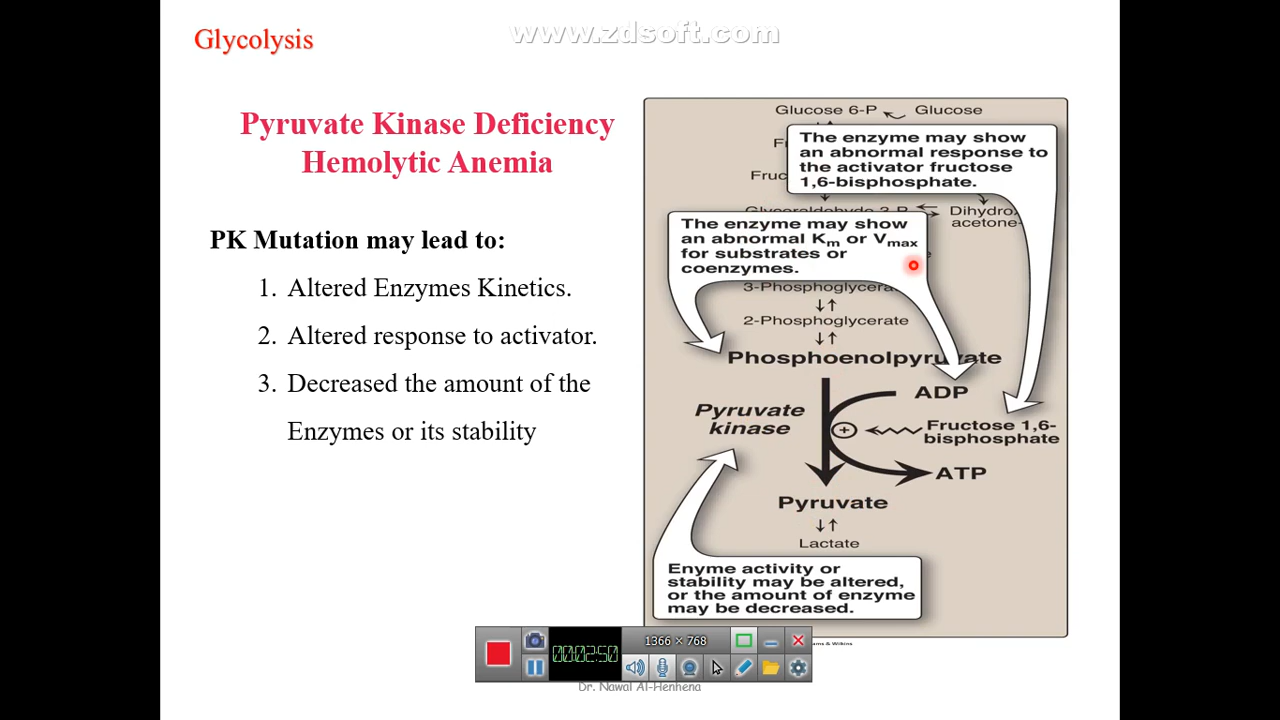 www.zdsoft.com
Glycolysis
Pyruvate Kinase Deficiency
Hemolytic Anemia
PK Mutation may lead to:
1. Altered Enzymes Kinetics.
2. Altered response to activator.
3. Decreased the amount of the
Enzymes or its stability
Glucose 6-P Glucose
The enzyme may show
an abnormal response to
the activator fructose
1,6-bisphosphate.
The enzyme may show
an abnormal Km or Vmax
for substrates or
coenzymes.
2-Phosphoglycerate
Phosphoenolpyruvate
ADP
Pyruvate
kinase
+
Fructose 1,6-
bisphosphate
ATP
Pyruvate
Lactate
Enyme activity or
stability may be altered,
or the amount of enzyme
may be decreased.
1366 × 768
00:02:50
Dr. Nawal Al-Henhena